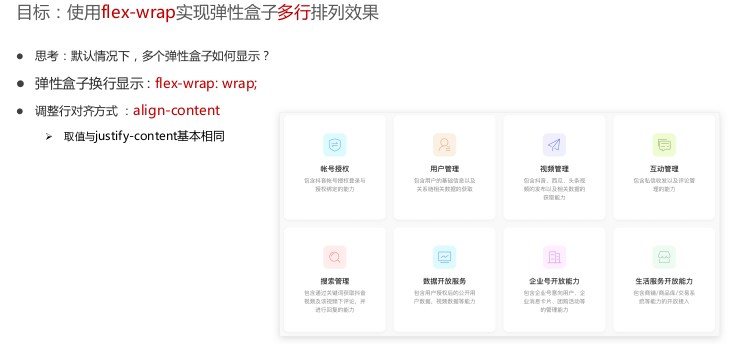 目标：使用flex-wrap实现弹性盒子多行排列效果
● 思考：默认情况下，多个弹性盒子如何显示？
● 弹性盒子换行显示 : flex-wrap: wrap;
● 调整行对齐方式 ：align-content
➢ 取值与justify-content基本相同
帐号授权
包含抖音帐号授权登录与
授权绑定的能力
用户管理
包含用户的基础信息以及
关系链相关数据的获取
视频管理
包含抖音、西瓜、头条视
频的发布以及相关数据的
获取能力
互动管理
包含私信收发以及评论管
理的能力
搜索管理
包含通过关键词获取抖音
视频及该视频下评论，并
进行回复的能力
数据开放服务
包含用户授权后的公开用
户数据、视频数据等能力
企业号开放能力
包含企业号意向用户、企
业消息卡片、团购活动等
的管理能力
生活服务开放能力
包含商铺/商品库/交易系
统等能力的开放接入